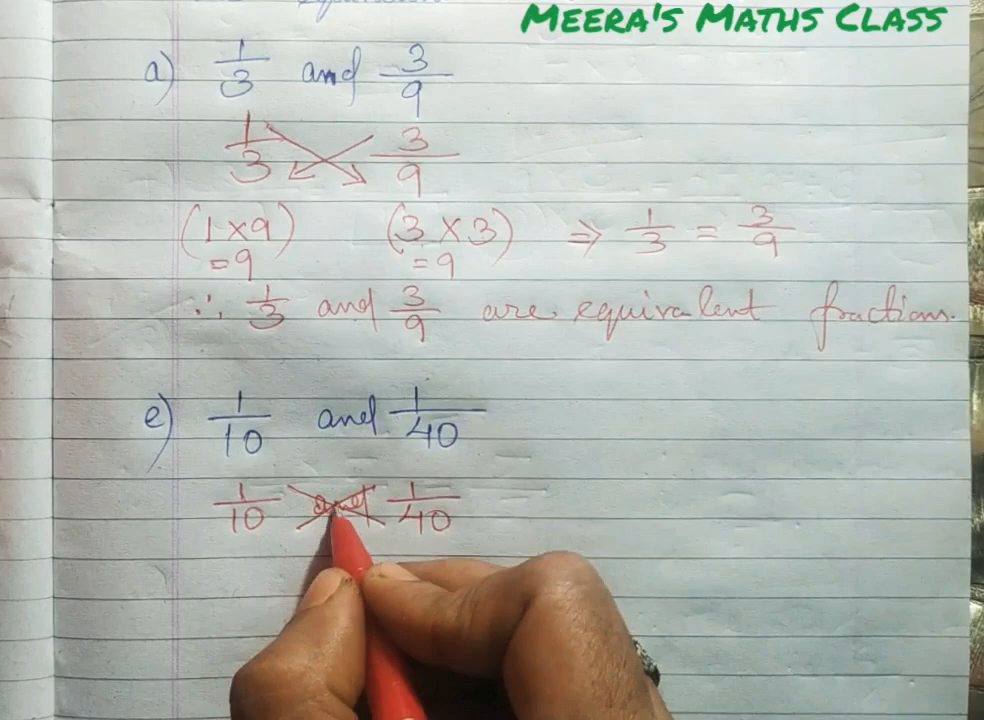 MEERA'S MATHS CLASS
a) 1/3 and 3/9
1/3 3/9
(1×9) (3×3) ⇒ 1/3 = 3/9
=9 =9
∴ 1/3 and 3/9 are equivalent fractions.
e) 1/10 and 1/40
1/10 and 1/40